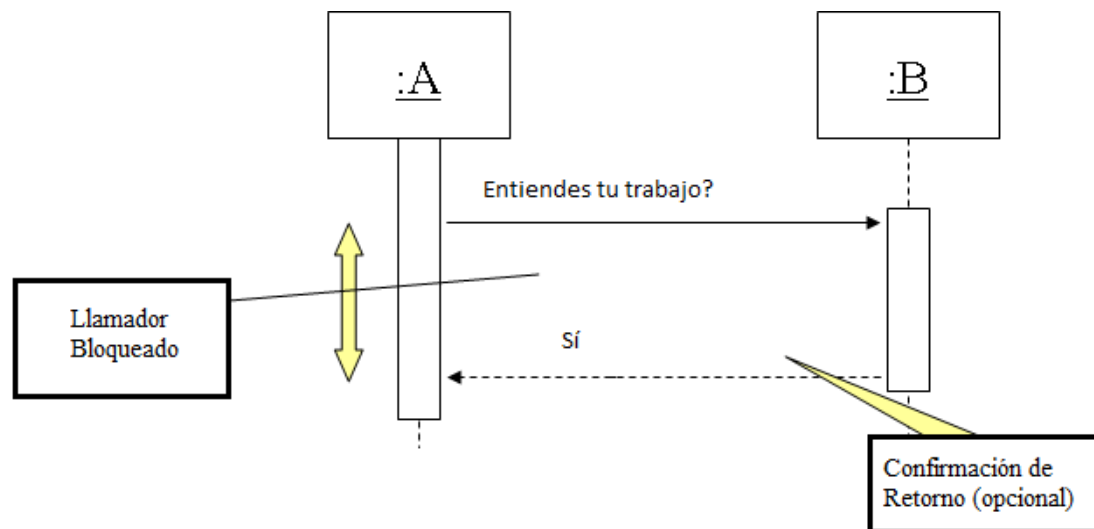 :A
:B
Entiendes tu trabajo?
Llamador
Bloqueado
Sí
Confirmación de
Retorno (opcional)